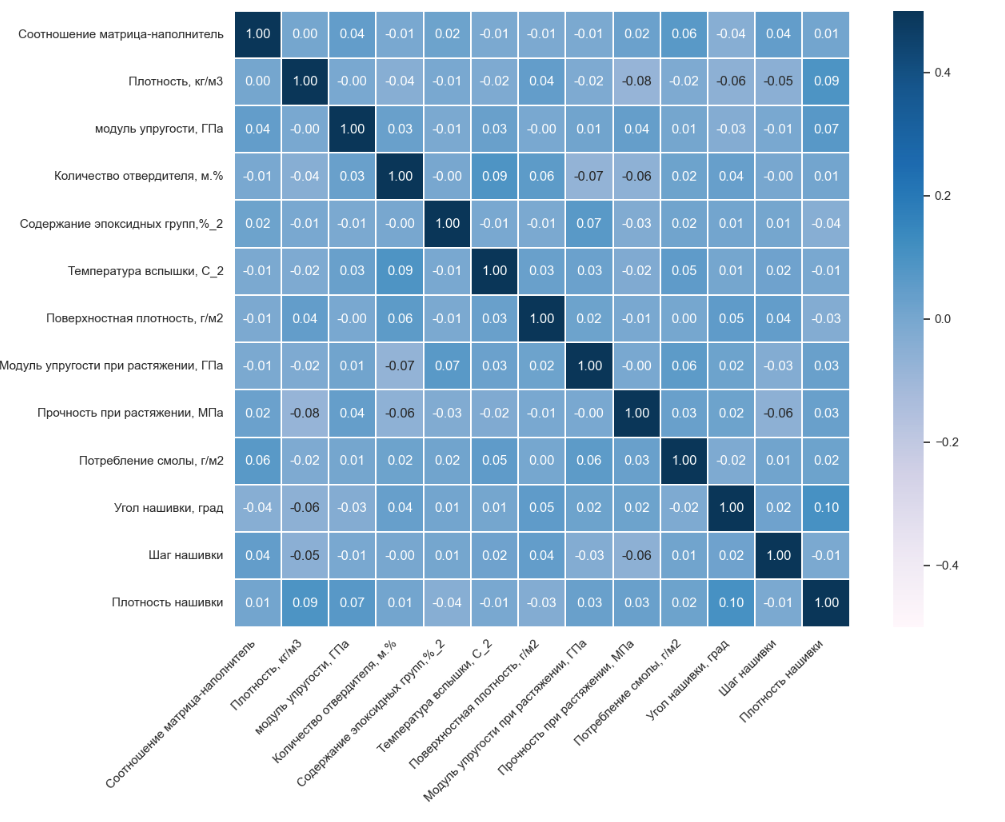 Соотношение матрица-наполнитель 1.00 0.00 0.04 -0.01 0.02 -0.01 -0.01 -0.01 0.02 0.06 -0.04 0.04 0.01
Плотность, кг/м3 0.00 1.00 -0.00 -0.04 -0.01 -0.02 0.04 -0.02 -0.08 -0.02 -0.06 -0.05 0.09
модуль упругости, ГПа 0.04 -0.00 1.00 0.03 -0.01 0.03 -0.00 0.01 0.04 0.01 -0.03 -0.01 0.07
Количество отвердителя, м.% -0.01 -0.04 0.03 1.00 -0.00 0.09 0.06 -0.07 -0.06 0.02 0.04 -0.00 0.01
Содержание эпоксидных групп,%_2 0.02 -0.01 -0.01 -0.00 1.00 -0.01 -0.01 0.07 -0.03 0.02 0.01 0.01 -0.04
Температура вспышки, С_2 -0.01 -0.02 0.03 0.09 -0.01 1.00 0.03 0.03 -0.02 0.05 0.01 0.02 -0.01
Поверхностная плотность, г/м2 -0.01 0.04 -0.00 0.06 -0.01 0.03 1.00 0.02 -0.01 0.00 0.05 0.04 -0.03
Модуль упругости при растяжении, ГПа -0.01 -0.02 0.01 -0.07 0.07 0.03 0.02 1.00 -0.00 0.06 0.02 -0.03 0.03
Прочность при растяжении, МПа 0.02 -0.08 0.04 -0.06 -0.03 -0.02 -0.01 -0.00 1.00 0.03 0.02 -0.06 0.03
Потребление смолы, г/м2 0.06 -0.02 0.01 0.02 0.02 0.05 0.00 0.06 0.03 1.00 -0.02 0.01 0.02
Угол нашивки, град -0.04 -0.06 -0.03 0.04 0.01 0.01 0.05 0.02 0.02 -0.02 1.00 0.02 0.10
Шаг нашивки 0.04 -0.05 -0.01 -0.00 0.01 0.02 0.04 -0.03 -0.06 0.01 0.02 1.00 -0.01
Плотность нашивки 0.01 0.09 0.07 0.01 -0.04 -0.01 -0.03 0.03 0.03 0.02 0.10 -0.01 1.00
Соотношение матрица-наполнитель
Плотность, кг/м3
модуль упругости, ГПа
Количество отвердителя, м.%
Содержание эпоксидных групп,%_2
Температура вспышки, С_2
Поверхностная плотность, г/м2
Модуль упругости при растяжении, ГПа
Прочность при растяжении, МПа
Потребление смолы, г/м2
Угол нашивки, град
Шаг нашивки
Плотность нашивки
0.4
0.2
0.0
−0.2
−0.4